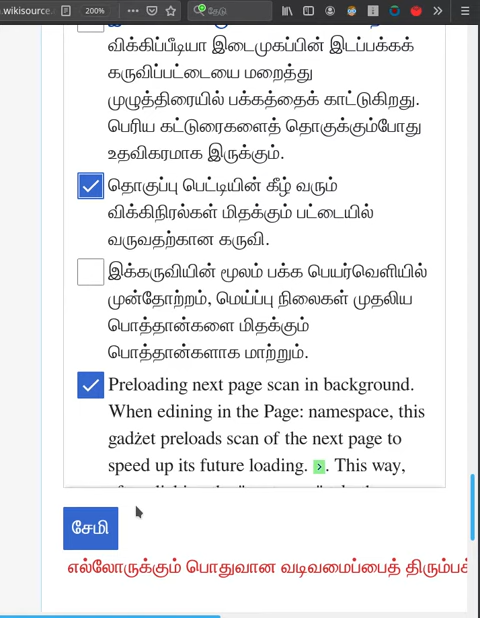 .wikisource.
200%
தேடு
விக்கிப்பீடியா இடைமுகப்பின் இடப்பக்கக்
கருவிப்பட்டையை மறைத்து
முழுத்திரையில் பக்கத்தைக் காட்டுகிறது.
பெரிய கட்டுரைகளைத் தொகுக்கும்போது
உதவிகரமாக இருக்கும்.
தொகுப்பு பெட்டியின் கீழ் வரும்
விக்கிநிரல்கள் மிதக்கும் பட்டையில்
வருவதற்கான கருவி.
இக்கருவியின் மூலம் பக்க பெயர்வெளியில்
முன்தோற்றம், மெய்ப்பு நிலைகள் முதலிய
பொத்தான்களை மிதக்கும்
பொத்தான்களாக மாற்றும்.
Preloading next page scan in background.
When edining in the Page: namespace, this
gadżet preloads scan of the next page to
speed up its future loading. >. This way,
சேமி
எல்லோருக்கும் பொதுவான வடிவமைப்பைத் திரும்பக்